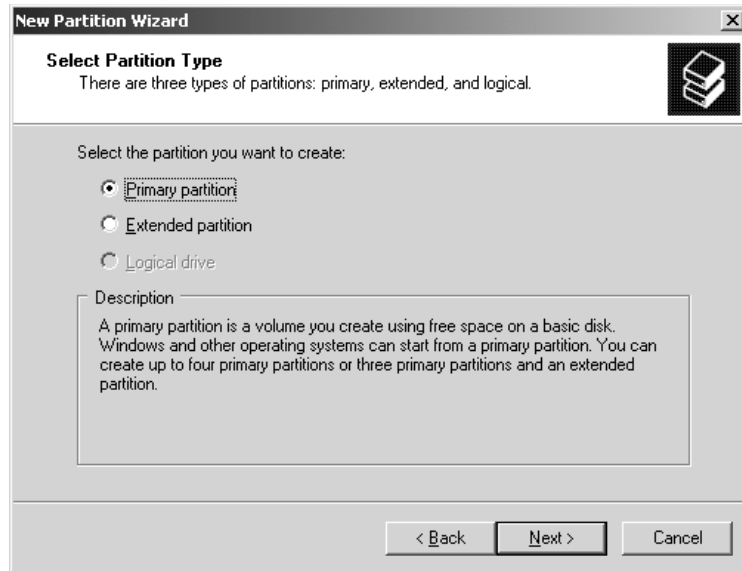 New Partition Wizard
Select Partition Type
There are three types of partitions: primary, extended, and logical.
Select the partition you want to create:
Primary partition
Extended partition
Logical drive
Description
A primary partition is a volume you create using free space on a basic disk.
Windows and other operating systems can start from a primary partition. You can
create up to four primary partitions or three primary partitions and an extended
partition.
< Back
Next >
Cancel